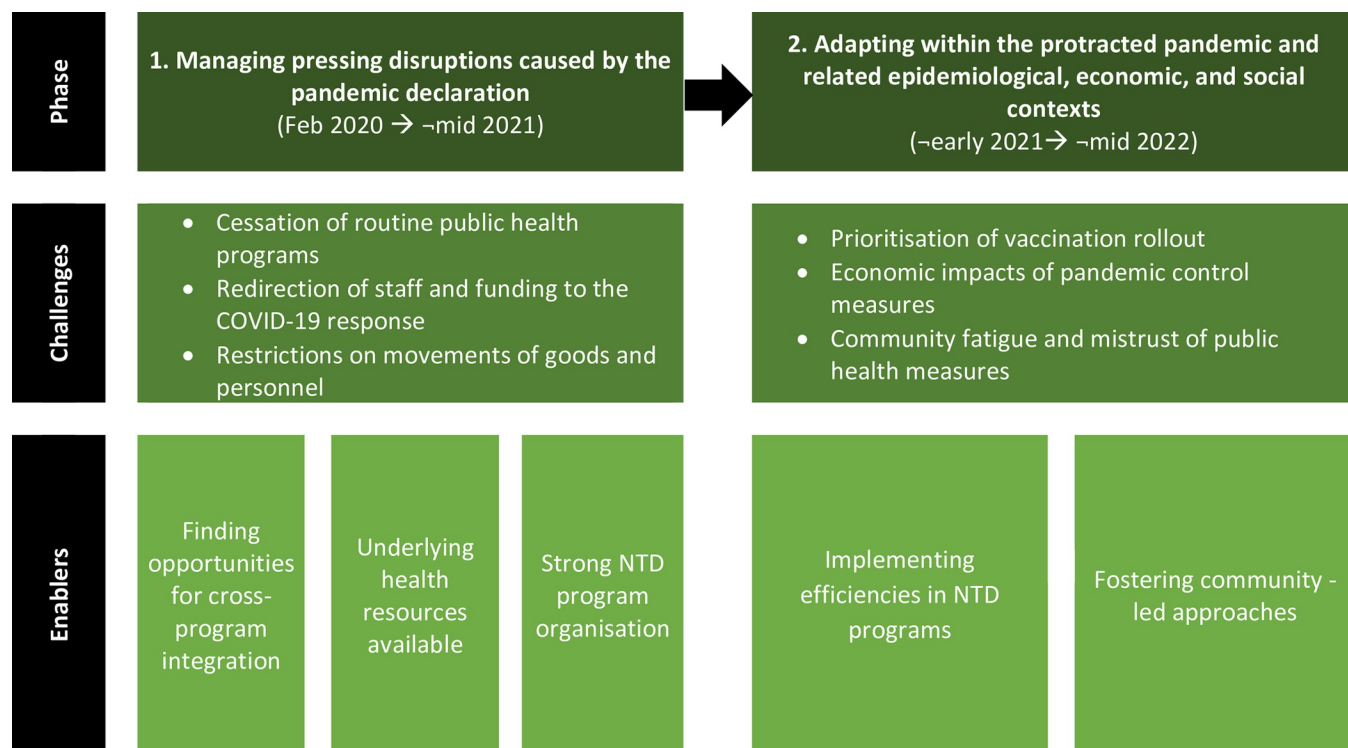 Phase
1. Managing pressing disruptions caused by the
pandemic declaration
(Feb 2020 → ¬mid 2021)
2. Adapting within the protracted pandemic and
related epidemiological, economic, and social
contexts
(¬early 2021→ ¬mid 2022)
Challenges
• Cessation of routine public health
programs
• Redirection of staff and funding to the
COVID-19 response
• Restrictions on movements of goods and
personnel
• Prioritisation of vaccination rollout
• Economic impacts of pandemic control
measures
• Community fatigue and mistrust of public
health measures
Enablers
Finding
opportunities
for cross-
program
integration
Underlying
health
resources
available
Strong NTD
program
organisation
Implementing
efficiencies in NTD
programs
Fostering community -
led approaches